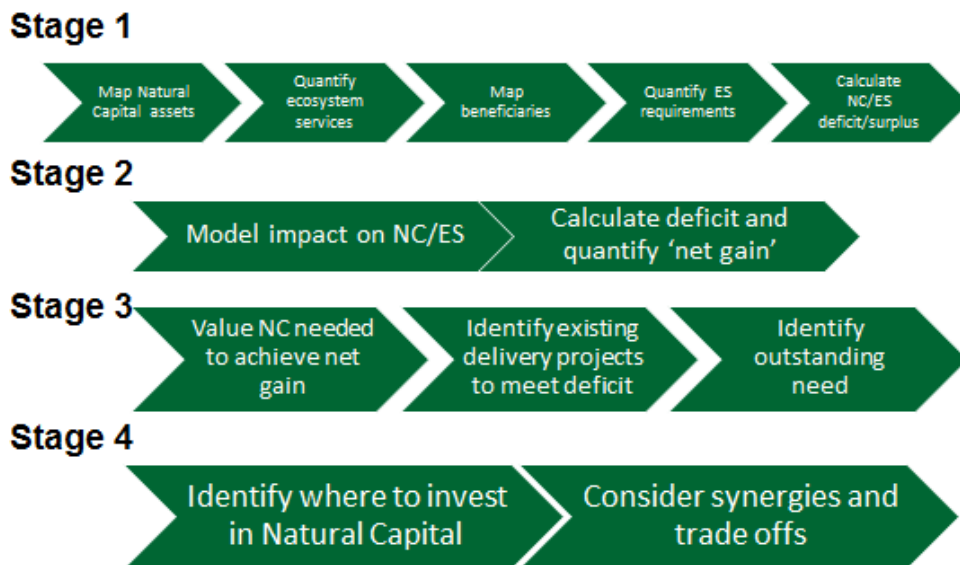 Stage 1
Map Natural
Capital assets
Quantify
ecosystem
services
Map
beneficiaries
Quantify ES
requirements
Calculate
NC/ES
deficit/surplus
Stage 2
Model impact on NC/ES
Calculate deficit and
quantify ‘net gain’
Stage 3
Value NC needed
to achieve net
gain
Identify existing
delivery projects
to meet deficit
Identify
outstanding
need
Stage 4
Identify where to invest
in Natural Capital
Consider synergies and
trade offs